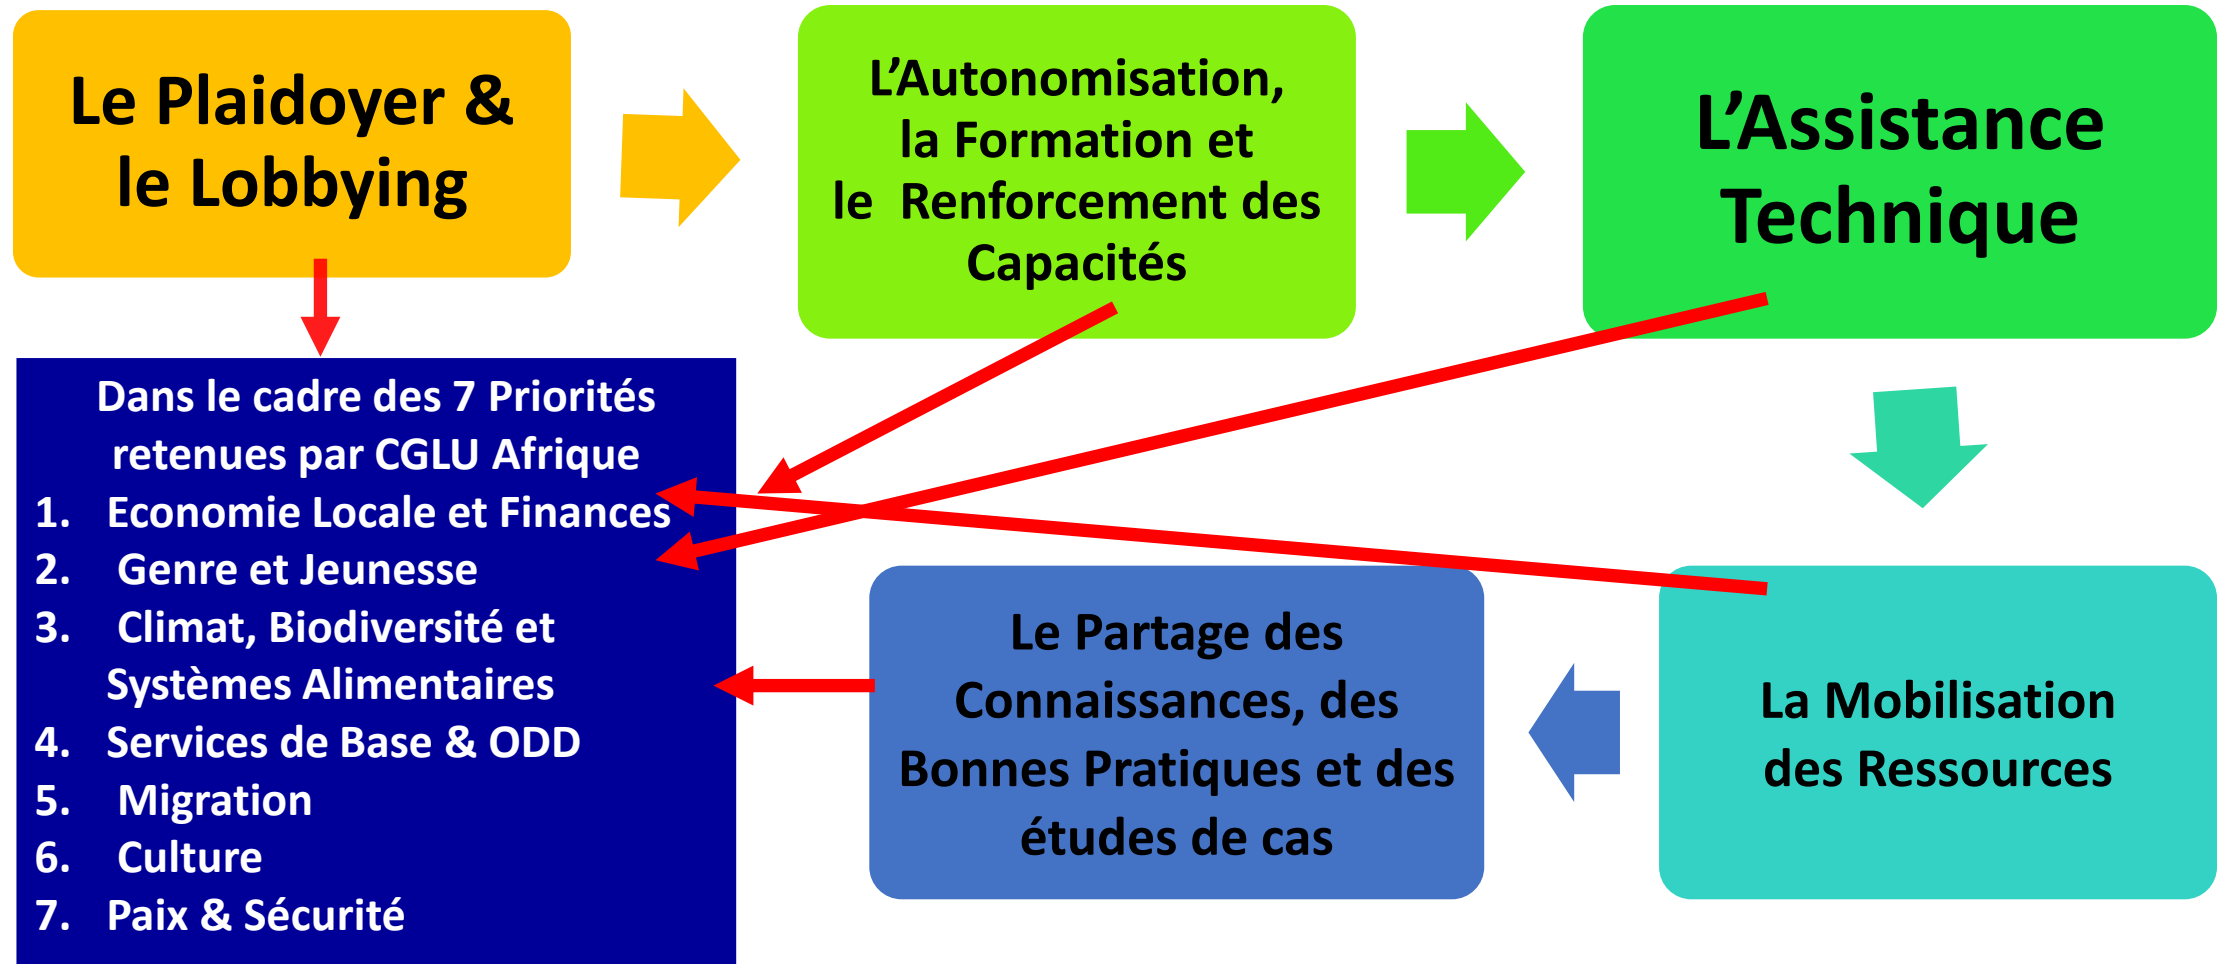 Le Plaidoyer &
le Lobbying
L’Autonomisation,
la Formation et
le Renforcement des
Capacités
L’Assistance
Technique
Dans le cadre des 7 Priorités
retenues par CGLU Afrique
1. Economie Locale et Finances
2. Genre et Jeunesse
3. Climat, Biodiversité et
Systèmes Alimentaires
4. Services de Base & ODD
5. Migration
6. Culture
7. Paix & Sécurité
Le Partage des
Connaissances, des
Bonnes Pratiques et des
études de cas
La Mobilisation
des Ressources